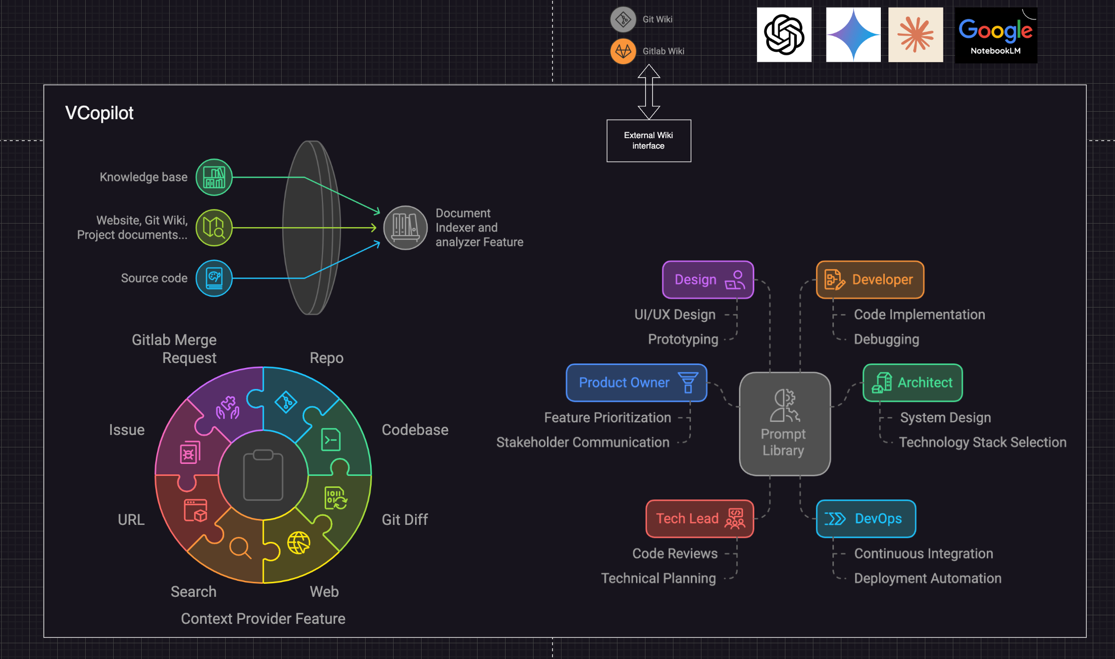 Git Wiki
Gitlab Wiki
Google
NotebookLM
VCopilot
External Wiki
interface
Knowledge base
Website, Git Wiki,
Project documents...
Source code
Document
Indexer and
analyzer Feature
Gitlab Merge
Request
Repo
Issue
Codebase
URL
Git Diff
Search
Web
Context Provider Feature
Design
UI/UX Design
Prototyping
Developer
Code Implementation
Debugging
Product Owner
Feature Prioritization
Stakeholder Communication
Prompt
Library
Architect
System Design
Technology Stack Selection
Tech Lead
Code Reviews
Technical Planning
DevOps
Continuous Integration
Deployment Automation